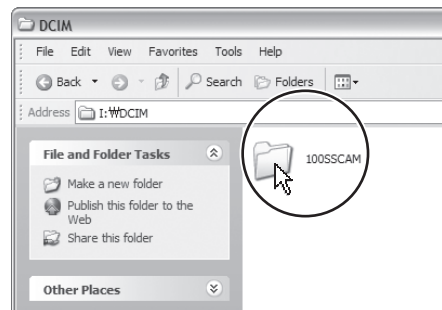 DCIM
File Edit View Favorites Tools Help
Back Search Folders
Address I:₩DCIM
File and Folder Tasks
100SSCAM
Make a new folder
Publish this folder to the
Web
Share this folder
Other Places